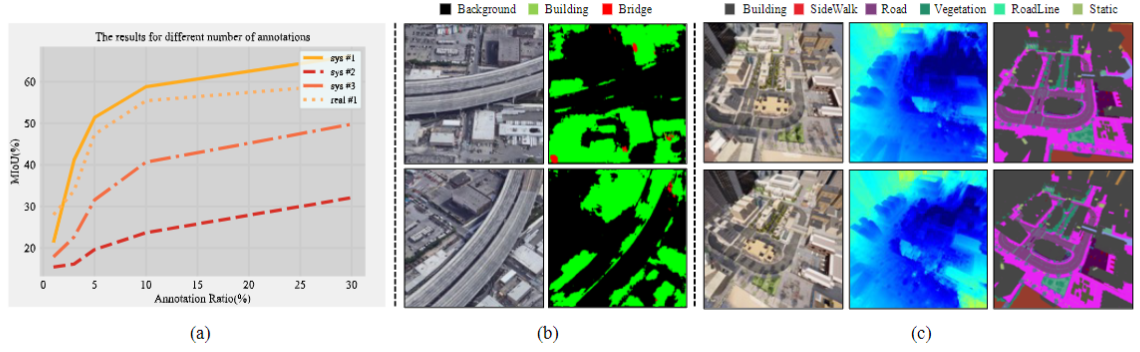 The results for different number of annotations
sys #1
sys #2
sys #3
real #1
MIoU(%)
60
50
40
30
20
0 1 5 10 15 20 25 30
Annotation Ratio(%)
(a)
Background Building Bridge
(b)
Building SideWalk Road Vegetation RoadLine Static
(c)